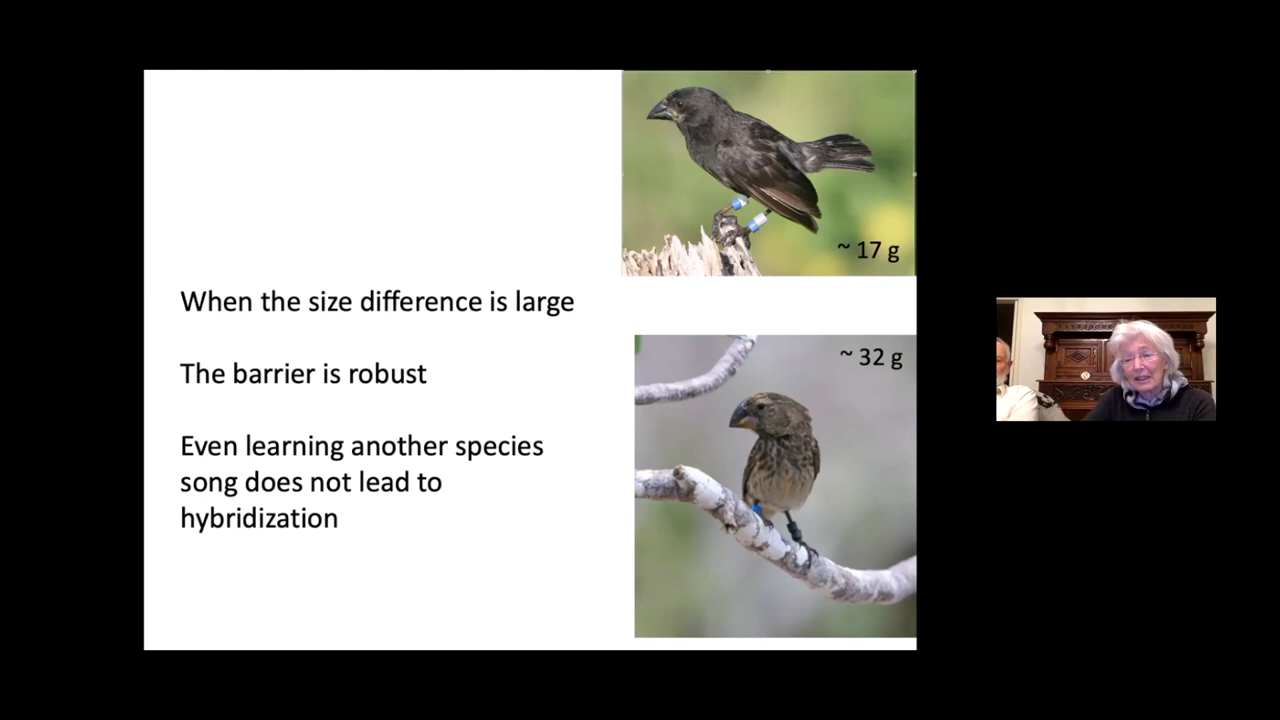 ~ 17 g
When the size difference is large
~ 32 g
The barrier is robust
Even learning another species
song does not lead to
hybridization